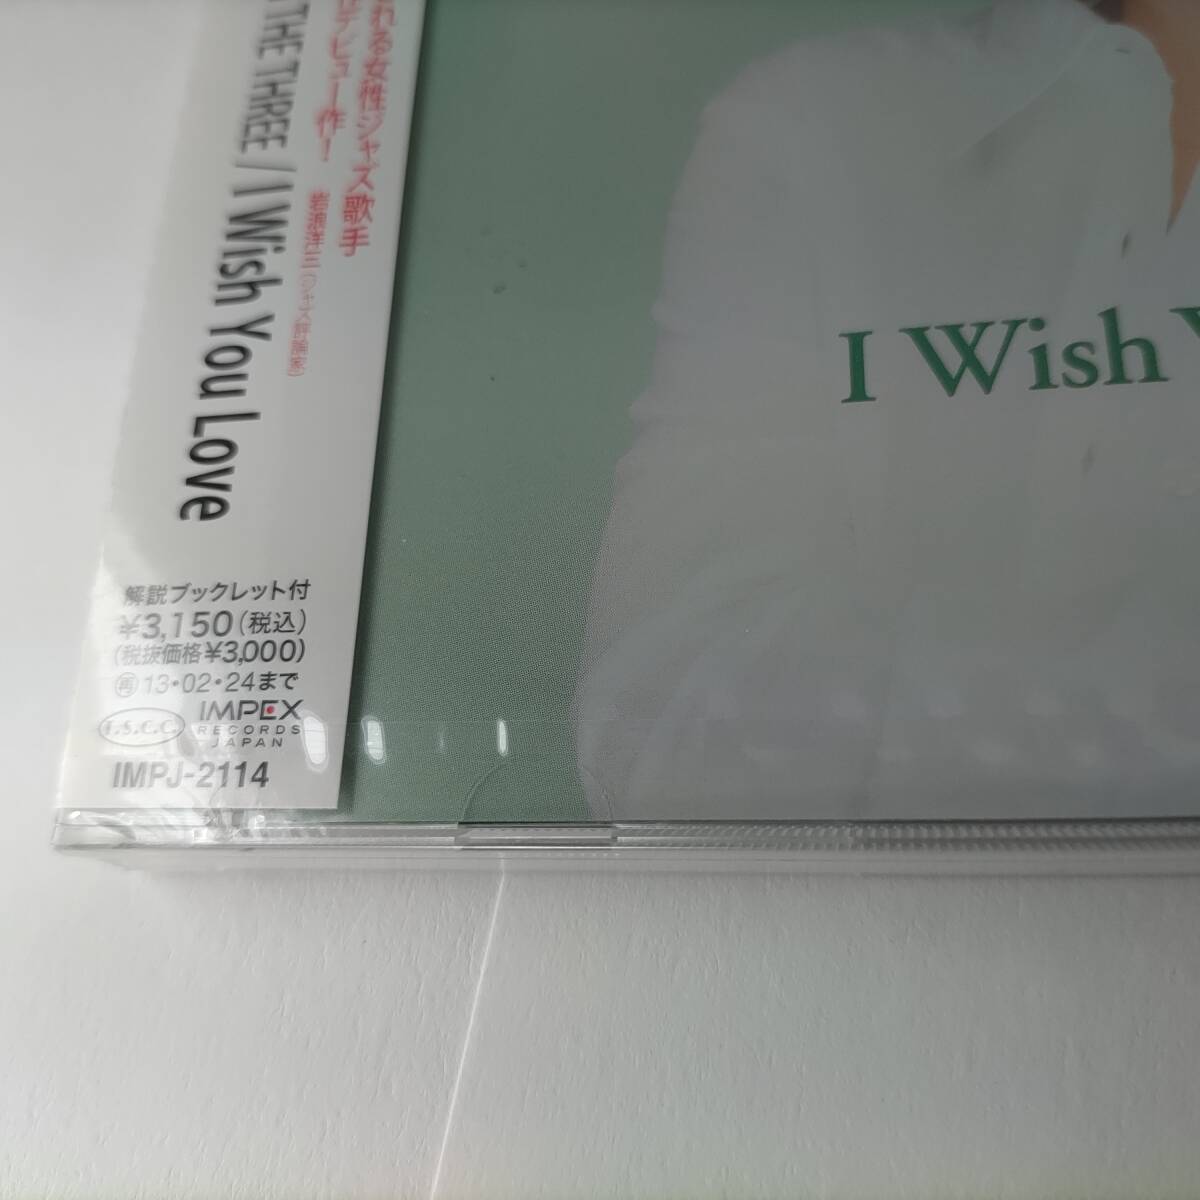 れる女性ジャズ歌手
デビュー作！
岩浪洋三(ジャズ評論家)
THE THREE / I Wish You Love
I Wish
解説ブックレット付
¥3,150(税込)
(税抜価格¥3,000)
再 13・02・24まで
F.S.C.C.
IMPEX
RECORDS
JAPAN
IMPJ-2114